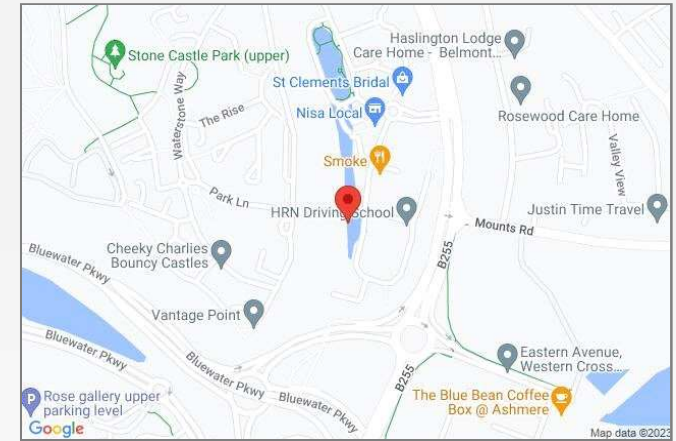 Haslington Lodge
Care Home - Belmont...
Stone Castle Park (upper)
St Clements Bridal
Waterstone Way
The Rise
Nisa Local
Rosewood Care Home
Valley View
Smoke
Park Ln
HRN Driving School
Justin Time Travel
Mounts Rd
Cheeky Charlies
Bouncy Castles
Bluewater Pkwy
B255
Vantage Point
Bluewater Pkwy
Bluewater Pkwy
Bluewater Pkwy
B255
Eastern Avenue,
Western Cross...
The Blue Bean Coffee
Box @ Ashmere
P
Rose gallery upper
parking level
Google
Map data ©2023